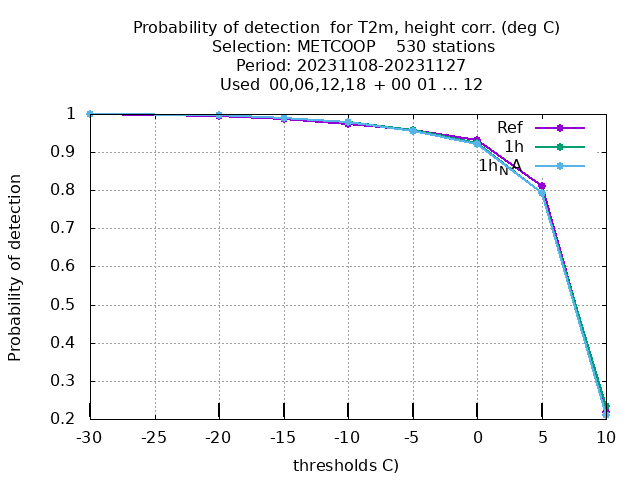 Probability of detection for T2m, height corr. (deg C)
Selection: METCOOP 530 stations
Period: 20231108-20231127
Used 00,06,12,18 + 00 01 ... 12
Ref
1h
1h_N A
Probability of detection
1
0.9
0.8
0.7
0.6
0.5
0.4
0.3
0.2
-30 -25 -20 -15 -10 -5 0 5 10
thresholds C)